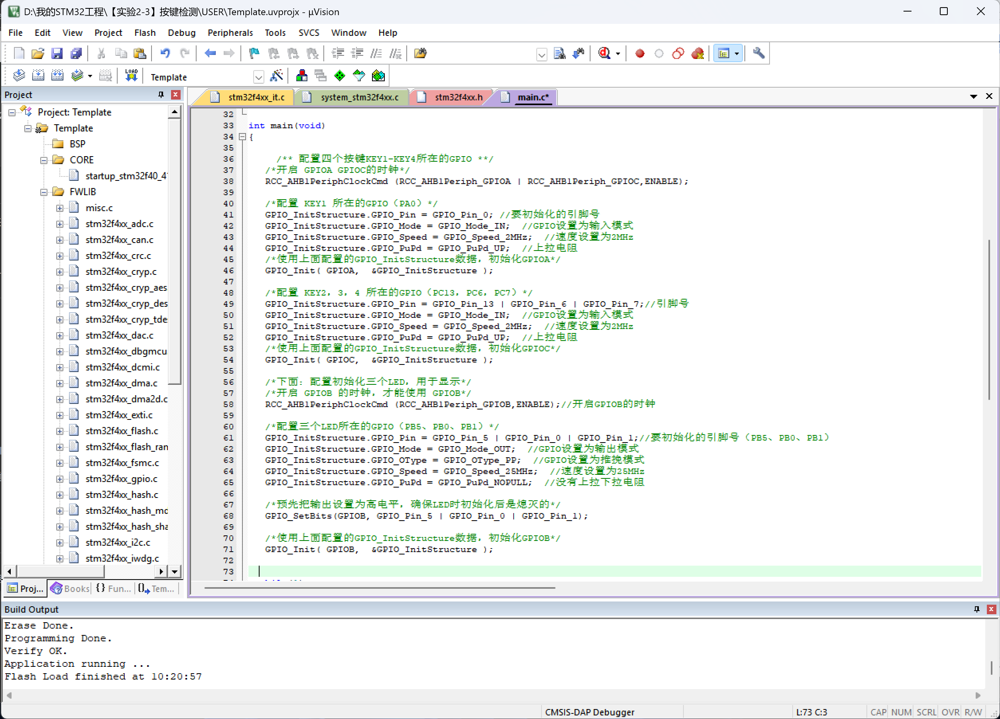 D:\我的STM32工程\【实验2-3】按键检测\USER\Template.uvprojx - µVision
File Edit View Project Flash Debug Peripherals Tools SVCS Window Help
LOAD Template
Project
Project: Template
Template
BSP
CORE
startup_stm32f40_4
FWLIB
misc.c
stm32f4xx_adc.c
stm32f4xx_can.c
stm32f4xx_crc.c
stm32f4xx_cryp.c
stm32f4xx_cryp_aes
stm32f4xx_cryp_des
stm32f4xx_cryp_tde
stm32f4xx_dac.c
stm32f4xx_dbgmcu
stm32f4xx_dcmi.c
stm32f4xx_dma.c
stm32f4xx_dma2d.c
stm32f4xx_exti.c
stm32f4xx_flash.c
stm32f4xx_flash_ran
stm32f4xx_fsmc.c
stm32f4xx_gpio.c
stm32f4xx_hash.c
stm32f4xx_hash_md
stm32f4xx_hash_sha
stm32f4xx_i2c.c
stm32f4xx_iwdg.c
Proj... Books {} Fun... Tem...
stm32f4xx_it.c system_stm32f4xx.c stm32f4xx.h main.c*
32
33 int main(void)
34 {
35
36 /** 配置四个按键KEY1-KEY4所在的GPIO **/
37 /*开启 GPIOA GPIOC的时钟*/
38 RCC_AHB1PeriphClockCmd (RCC_AHB1Periph_GPIOA | RCC_AHB1Periph_GPIOC,ENABLE);
39
40 /*配置 KEY1 所在的GPIO（PA0）*/
41 GPIO_InitStructure.GPIO_Pin = GPIO_Pin_0; //要初始化的引脚号
42 GPIO_InitStructure.GPIO_Mode = GPIO_Mode_IN; //GPIO设置为输入模式
43 GPIO_InitStructure.GPIO_Speed = GPIO_Speed_2MHz; //速度设置为2MHz
44 GPIO_InitStructure.GPIO_PuPd = GPIO_PuPd_UP; //上拉电阻
45 /*使用上面配置的GPIO_InitStructure数据，初始化GPIOA*/
46 GPIO_Init( GPIOA, &GPIO_InitStructure );
47
48 /*配置 KEY2，3，4 所在的GPIO（PC13，PC6，PC7）*/
49 GPIO_InitStructure.GPIO_Pin = GPIO_Pin_13 | GPIO_Pin_6 | GPIO_Pin_7;//引脚号
50 GPIO_InitStructure.GPIO_Mode = GPIO_Mode_IN; //GPIO设置为输入模式
51 GPIO_InitStructure.GPIO_Speed = GPIO_Speed_2MHz; //速度设置为2MHz
52 GPIO_InitStructure.GPIO_PuPd = GPIO_PuPd_UP; //上拉电阻
53 /*使用上面配置的GPIO_InitStructure数据，初始化GPIOC*/
54 GPIO_Init( GPIOC, &GPIO_InitStructure );
55
56 /*下面：配置初始化三个LED，用于显示*/
57 /*开启 GPIOB 的时钟，才能使用 GPIOB*/
58 RCC_AHB1PeriphClockCmd (RCC_AHB1Periph_GPIOB,ENABLE);//开启GPIOB的时钟
59
60 /*配置三个LED所在的GPIO（PB5、PB0、PB1）*/
61 GPIO_InitStructure.GPIO_Pin = GPIO_Pin_5 | GPIO_Pin_0 | GPIO_Pin_1;//要初始化的引脚号（PB5、PB0、PB1）
62 GPIO_InitStructure.GPIO_Mode = GPIO_Mode_OUT; //GPIO设置为输出模式
63 GPIO_InitStructure.GPIO_OType = GPIO_OType_PP; //GPIO设置为推挽模式
64 GPIO_InitStructure.GPIO_Speed = GPIO_Speed_25MHz; //速度设置为25MHz
65 GPIO_InitStructure.GPIO_PuPd = GPIO_PuPd_NOPULL; //没有上拉下拉电阻
66
67 /*预先把输出设置为高电平，确保LED时初始化后是熄灭的*/
68 GPIO_SetBits(GPIOB, GPIO_Pin_5 | GPIO_Pin_0 | GPIO_Pin_1);
69
70 /*使用上面配置的GPIO_InitStructure数据，初始化GPIOB*/
71 GPIO_Init( GPIOB, &GPIO_InitStructure );
72
73
Build Output
Erase Done.
Programming Done.
Verify OK.
Application running ...
Flash Load finished at 10:20:57
CMSIS-DAP Debugger L:73 C:3 CAP NUM SCRL OVR R/W